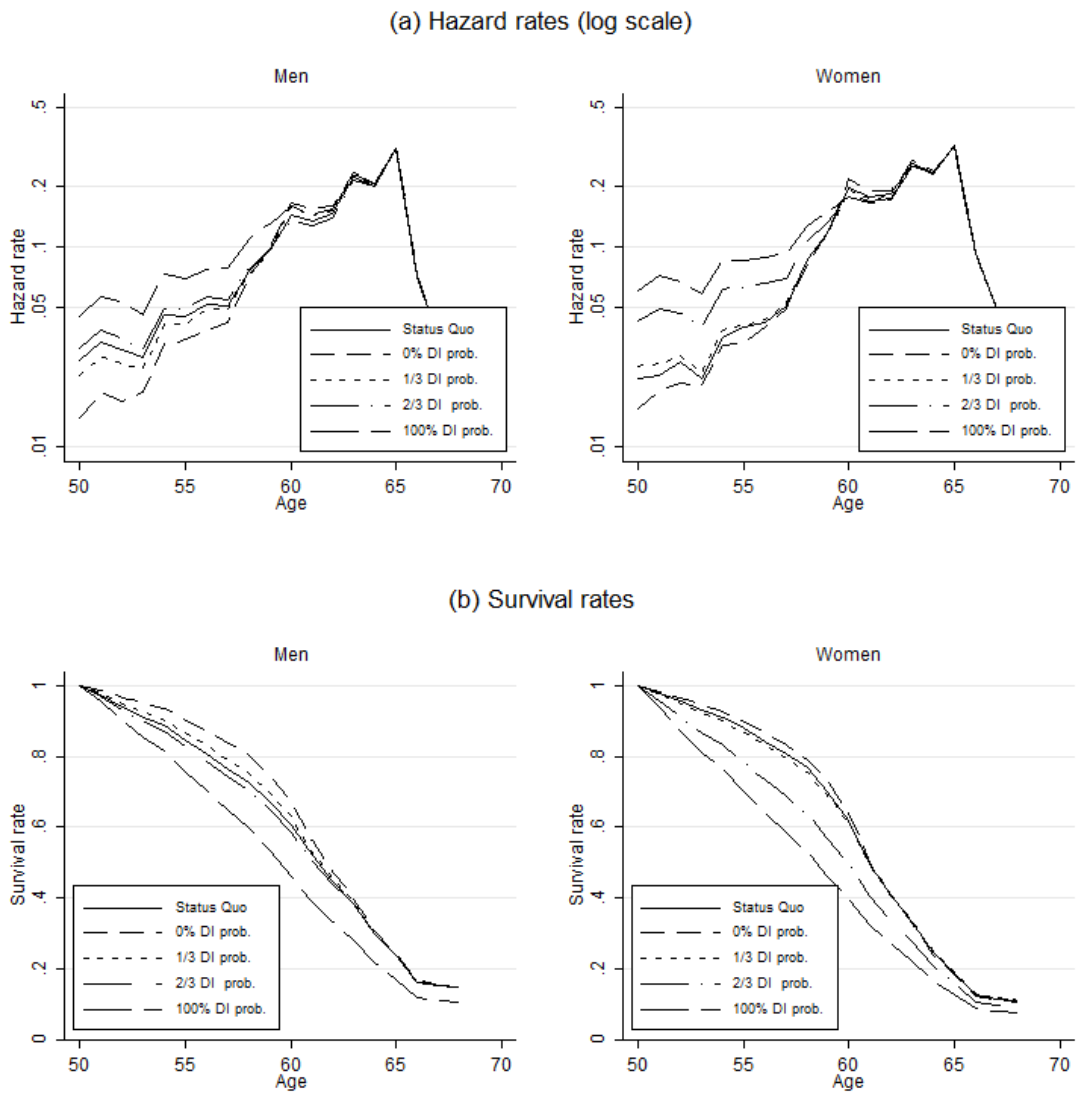 (a) Hazard rates (log scale)
Men
Hazard rate
.5
.2
.1
.05
.01
Status Quo
0% DI prob.
1/3 DI prob.
2/3 DI prob.
100% DI prob.
50 55 60 65 70
Age
Women
Hazard rate
.5
.2
.1
.05
.01
Status Quo
0% DI prob.
1/3 DI prob.
2/3 DI prob.
100% DI prob.
50 55 60 65 70
Age
(b) Survival rates
Men
Survival rate
1
.8
.6
.4
.2
0
Status Quo
0% DI prob.
1/3 DI prob.
2/3 DI prob.
100% DI prob.
50 55 60 65 70
Age
Women
Survival rate
1
.8
.6
.4
.2
0
Status Quo
0% DI prob.
1/3 DI prob.
2/3 DI prob.
100% DI prob.
50 55 60 65 70
Age